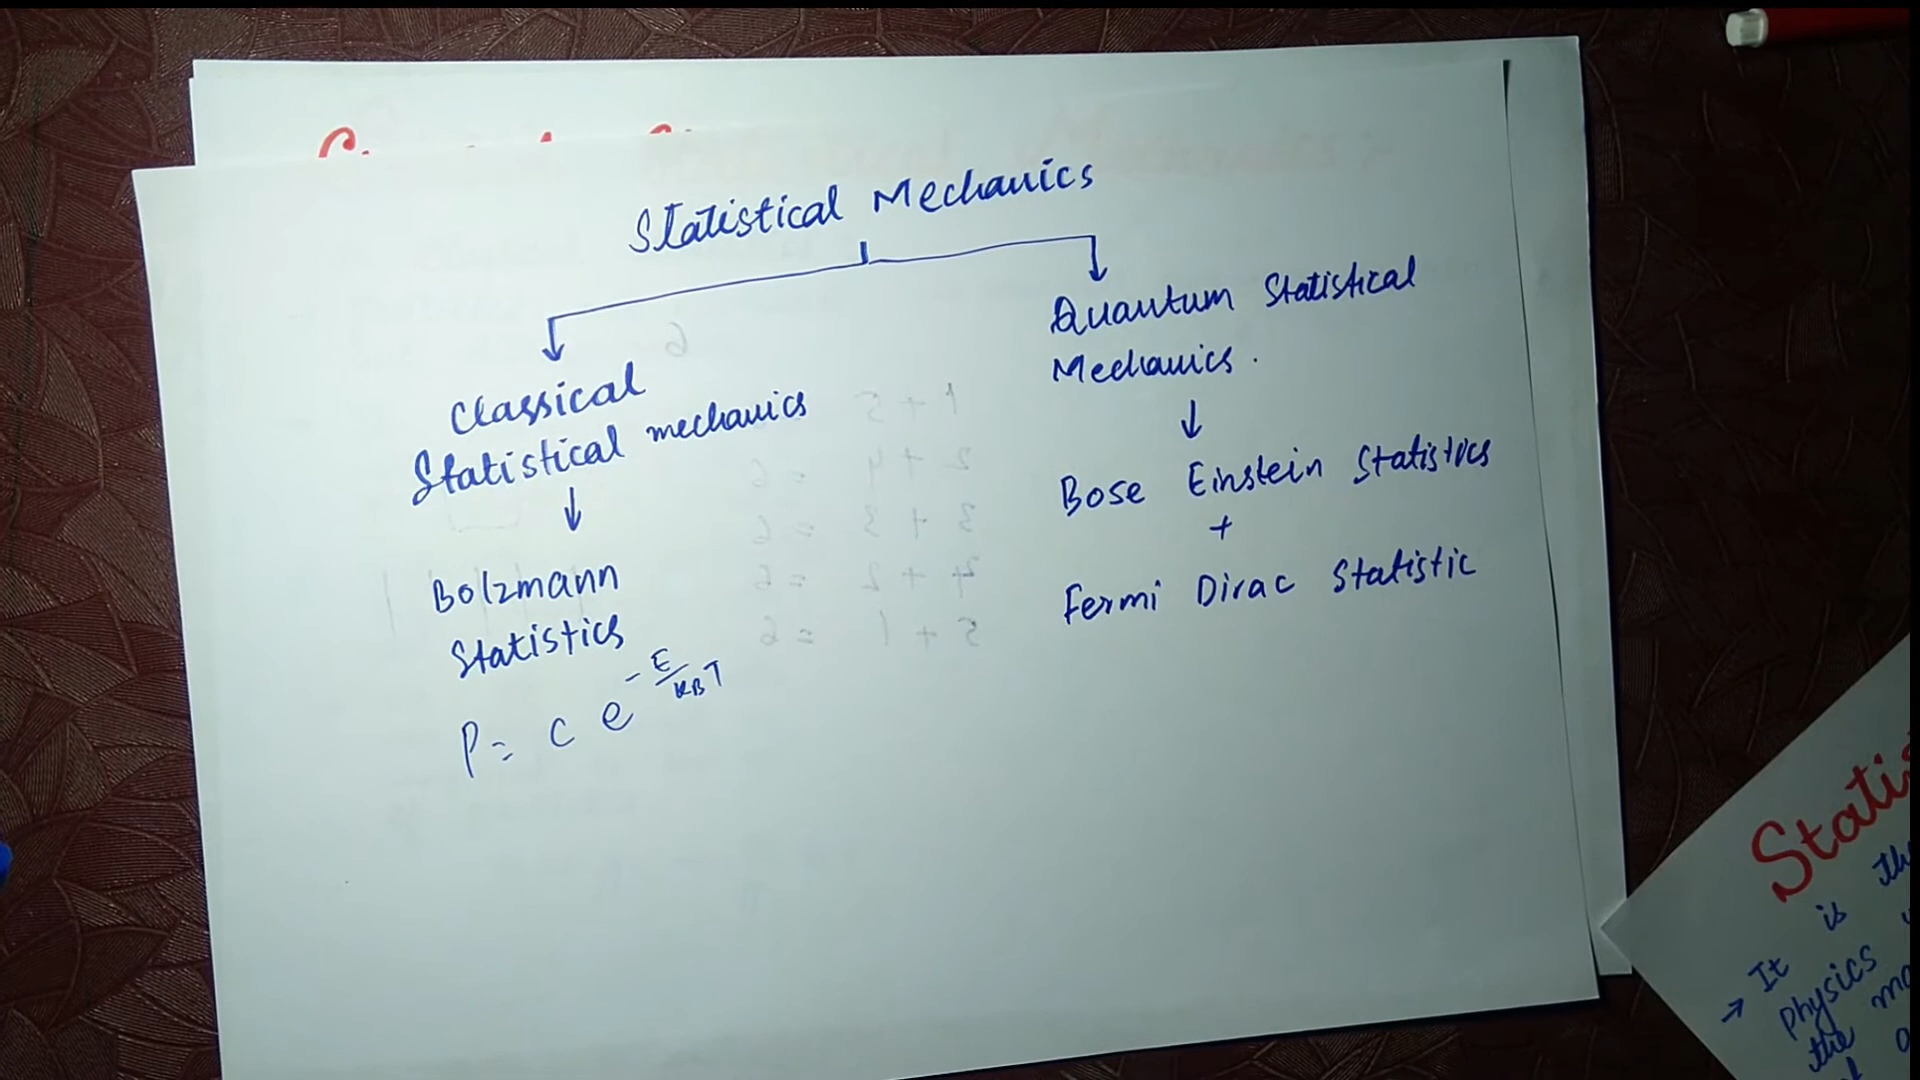 Statistical Mechanics
Classical
Statistical mechanics
↓
Bolzmann
Statistics
P = c e^{-E/KBT}
Quantum Statistical
Mechanics.
↓
Bose Einstein Statistics
+
Fermi Dirac Statistic
Stati
is the
→ It
physics
the